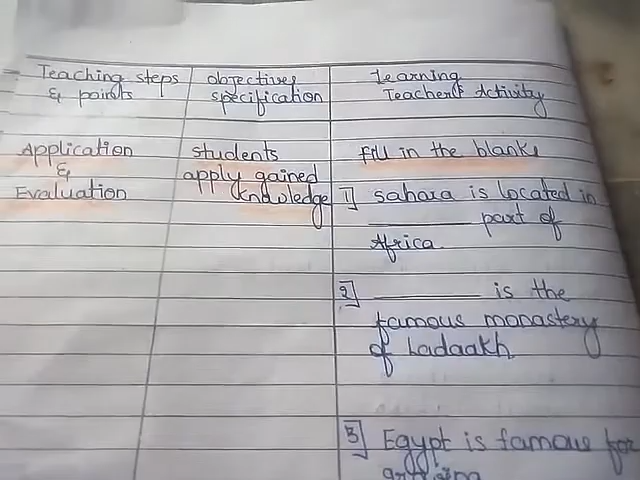 Teaching steps
& points
objectives
specification
Learning
Teacher's Activity
Application
&
Evaluation
students
apply gained
knowledge
Fill in the blanks
1] sahara is located in
________ part of
Africa
2] ________ is the
famous monastery
of Ladaakh
3] Egypt is famous for